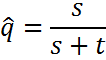 q̂ = s / (s + t)